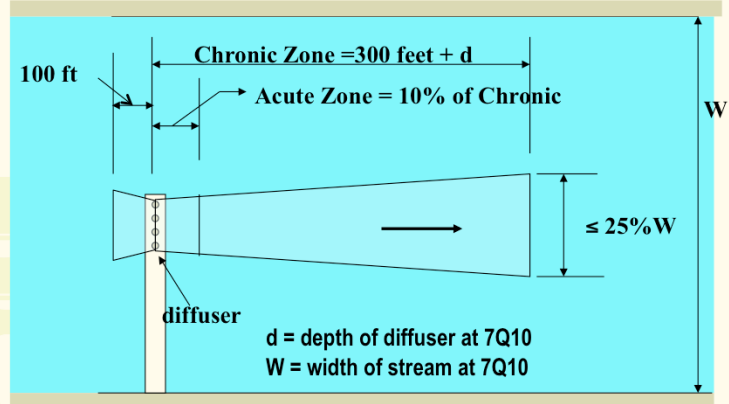 Chronic Zone =300 feet + d
100 ft
Acute Zone = 10% of Chronic
W
≤ 25%W
diffuser
d = depth of diffuser at 7Q10
W = width of stream at 7Q10